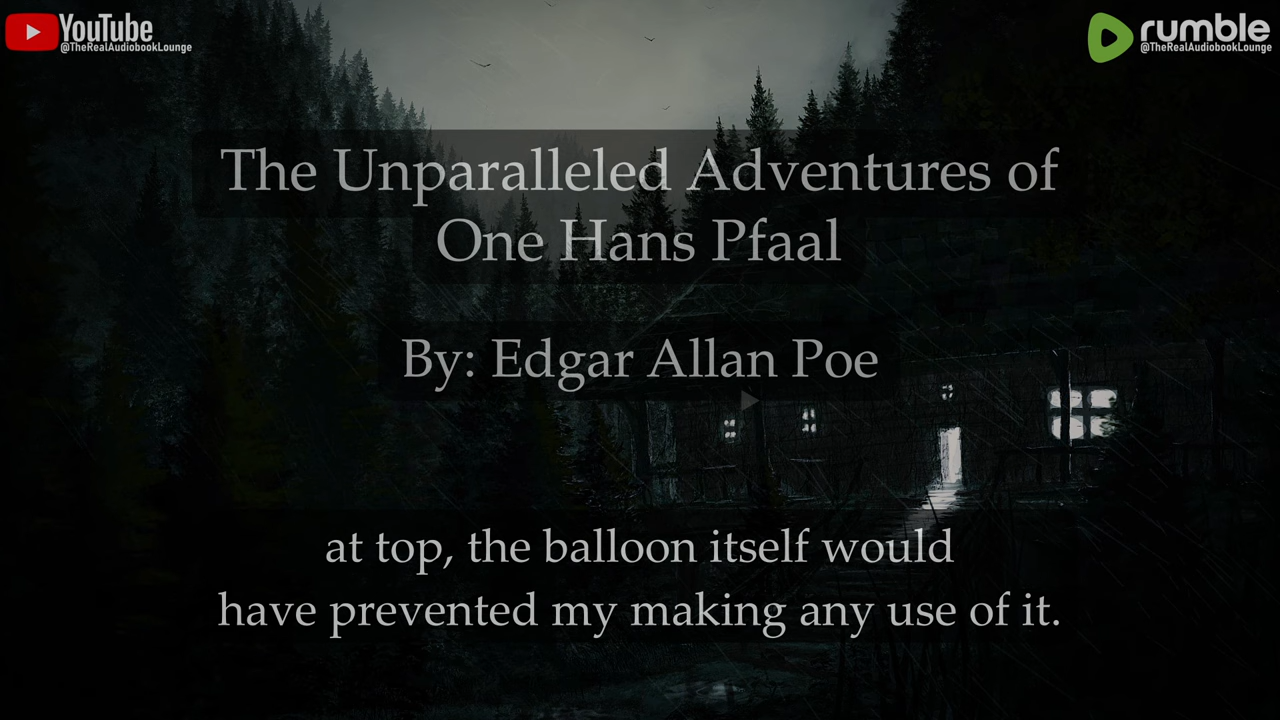 YouTube
@TheRealAudiobookLounge
rumble
@TheRealAudiobookLounge
The Unparalleled Adventures of
One Hans Pfaal
By: Edgar Allan Poe
at top, the balloon itself would
have prevented my making any use of it.